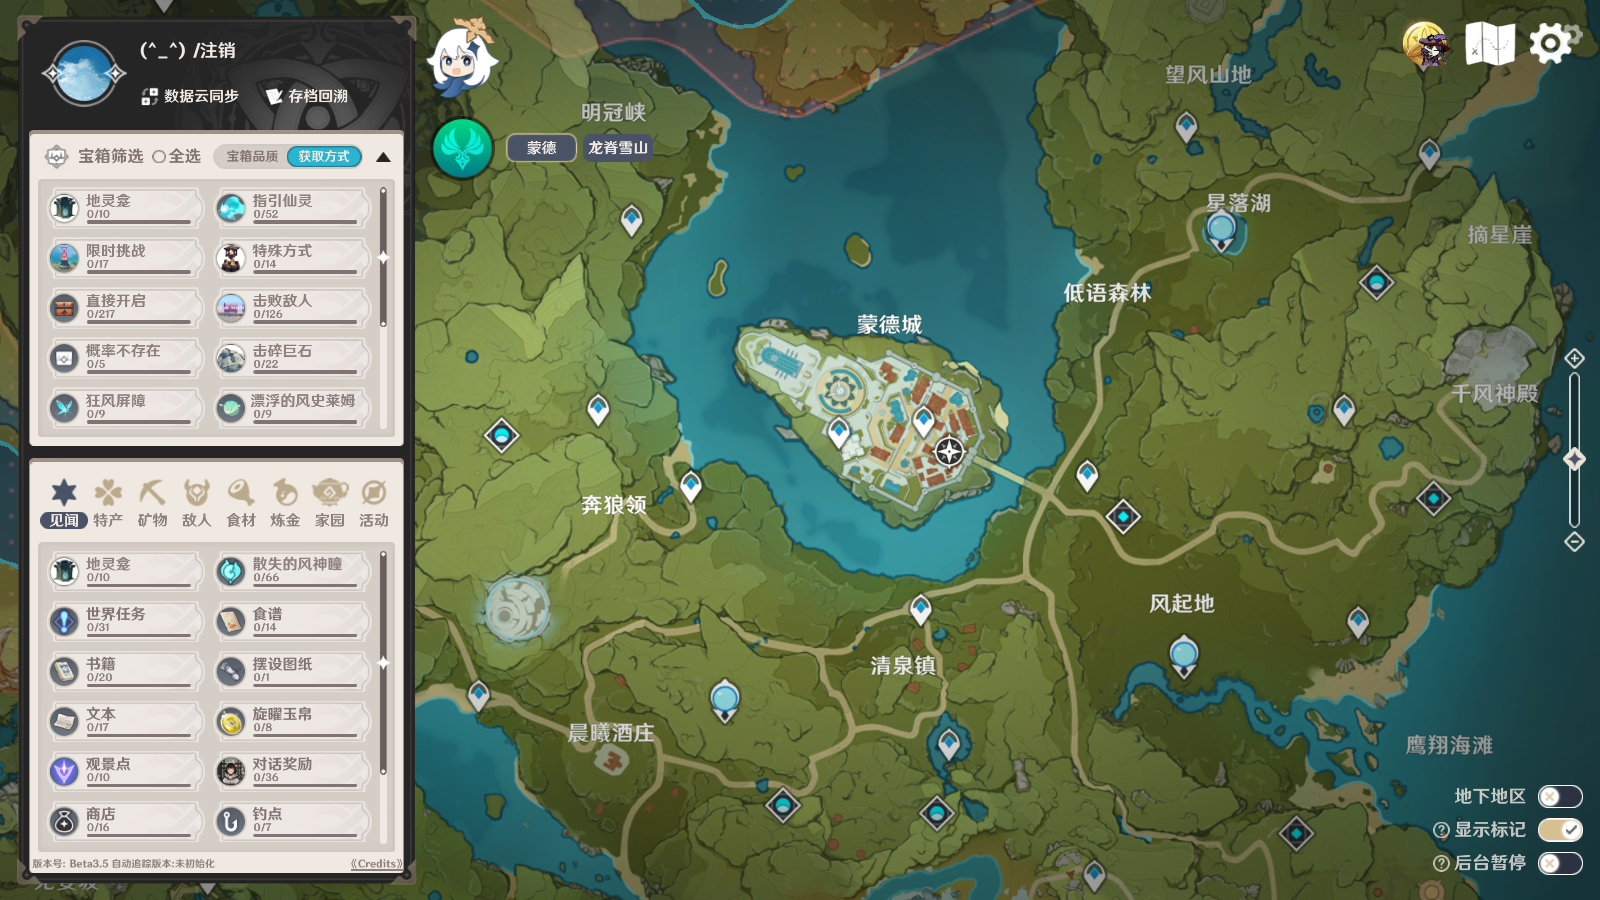 (^_^) /注销
数据云同步 存档回溯
宝箱筛选 全选 宝箱品质 获取方式
地灵龛
0/10
指引仙灵
0/52
限时挑战
0/17
特殊方式
0/14
直接开启
0/217
击败敌人
0/126
概率不存在
0/5
击碎巨石
0/22
狂风屏障
0/9
漂浮的风史莱姆
0/9
见闻 特产 矿物 敌人 食材 炼金 家园 活动
地灵龛
0/10
散失的风神瞳
0/66
世界任务
0/31
食谱
0/14
书籍
0/20
摆设图纸
0/1
文本
0/17
旋曜玉帛
0/8
观景点
0/10
对话奖励
0/36
商店
0/16
钓点
0/7
版本号: Beta3.5 自动追踪版本:未初始化 《Credits》
蒙德 龙脊雪山
明冠峡
望风山地
星落湖
摘星崖
低语森林
蒙德城
千风神殿
奔狼领
风起地
清泉镇
晨曦酒庄
鹰翔海滩
地下地区
显示标记
后台暂停